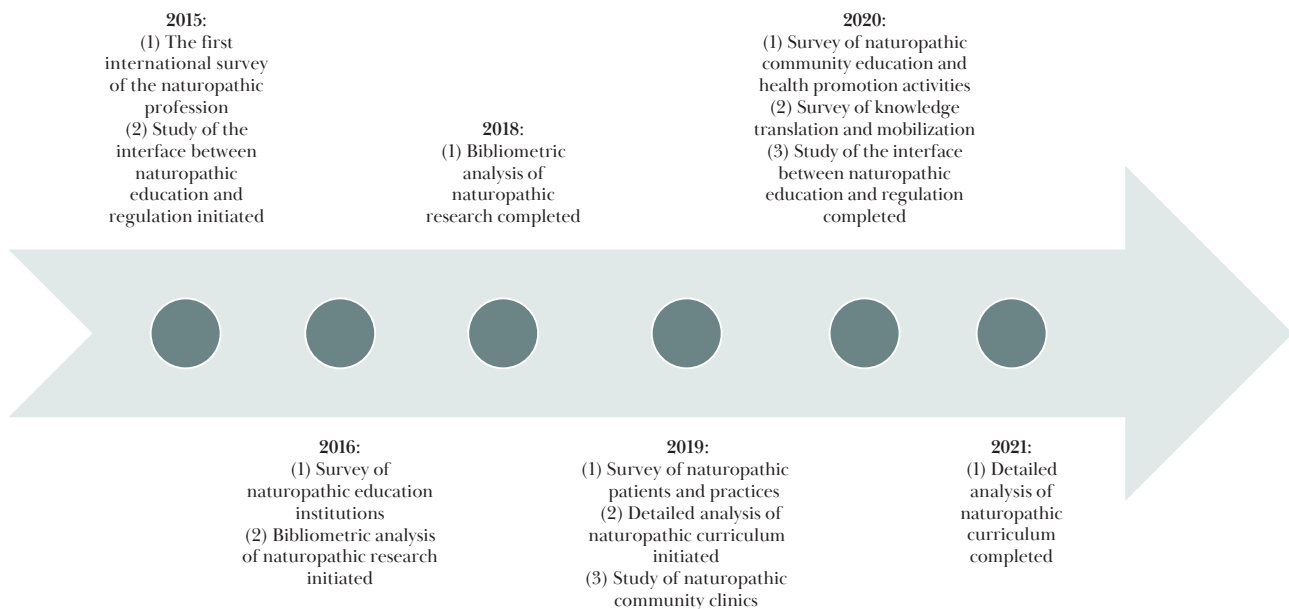 2015:
(1) The first
international survey
of the naturopathic
profession
(2) Study of the
interface between
naturopathic
education and
regulation initiated
2016:
(1) Survey of
naturopathic education
institutions
(2) Bibliometric analysis
of naturopathic research
initiated
2018:
(1) Bibliometric
analysis of
naturopathic
research completed
2019:
(1) Survey of naturopathic
patients and practices
(2) Detailed analysis of
naturopathic curriculum
initiated
(3) Study of naturopathic
community clinics
2020:
(1) Survey of naturopathic
community education and
health promotion activities
(2) Survey of knowledge
translation and mobilization
(3) Study of the interface
between naturopathic
education and regulation
completed
2021:
(1) Detailed
analysis of
naturopathic
curriculum
completed